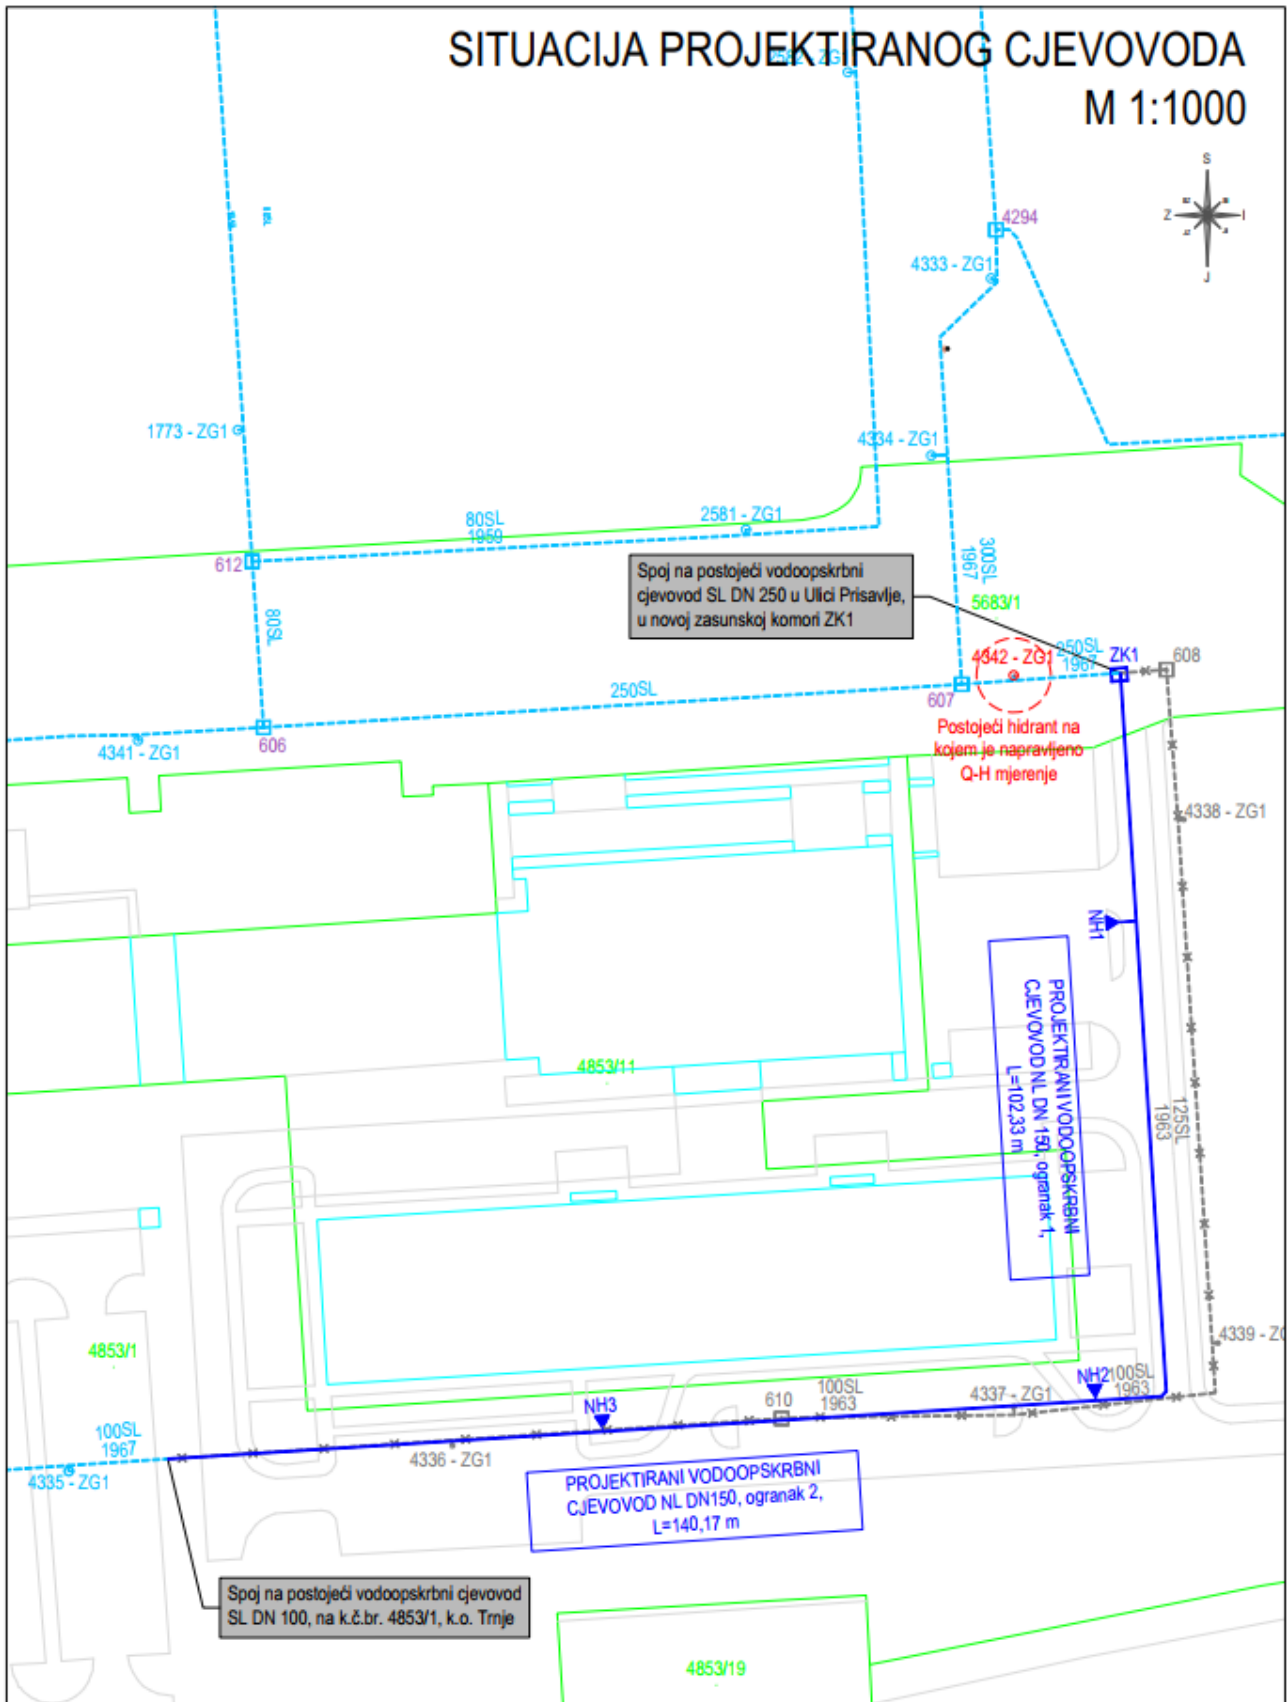 SITUACIJA PROJEKTIRANOG CJEVOVODA
M 1:1000
2582 - ZG1
S
Z
I
J
4294
4333 - ZG1
1773 - ZG1
4334 - ZG1
80SL
1959
2581 - ZG1
612
300SL
1967
Spoj na postojeći vodoopskrbni
cjevovod SL DN 250 u Ulici Prisavlje,
u novoj zasunskoj komori ZK1
5683/1
80SL
4342 - ZG1
250SL
1967
ZK1
608
250SL
607
606
4341 - ZG1
Postojeći hidrant na
kojem je napravljeno
Q-H mjerenje
4338 - ZG1
NH1
PROJEKTIRANI VODOOPSKRBNI
CJEVOVOD NL DN 150, ogranak 1,
L=102,33 m
4853/11
125SL
1963
4853/1
4339 - ZG
NH2
100SL
1963
4337 - ZG1
100SL
1963
610
NH3
100SL
1967
4336 - ZG1
4335 - ZG1
PROJEKTIRANI VODOOPSKRBNI
CJEVOVOD NL DN150, ogranak 2,
L=140,17 m
Spoj na postojeći vodoopskrbni cjevovod
SL DN 100, na k.č.br. 4853/1, k.o. Trnje
4853/19